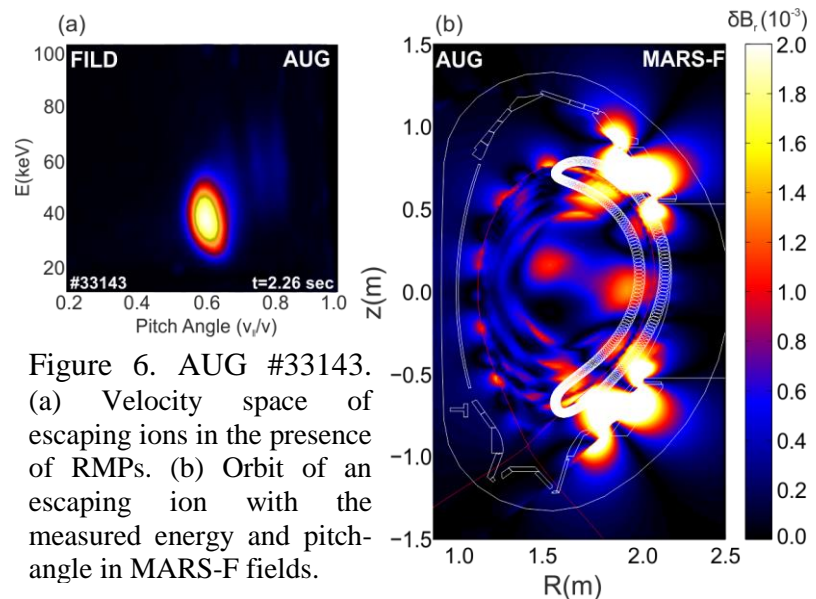 (a)
FILD AUG
100
80
60
40
20
E(keV)
#33143 t=2.26 sec
0.2 0.4 0.6 0.8 1.0
Pitch Angle (v∥/v)
(b)
δBr (10-3)
AUG MARS-F
1.5
1.0
0.5
0.0
−0.5
−1.0
−1.5
z(m)
1.0 1.5 2.0 2.5
R(m)
2.0
1.8
1.6
1.4
1.2
1.0
0.8
0.6
0.4
0.2
0.0
Figure 6. AUG #33143.
(a) Velocity space of
escaping ions in the presence
of RMPs. (b) Orbit of an
escaping ion with the
measured energy and pitch-
angle in MARS-F fields.